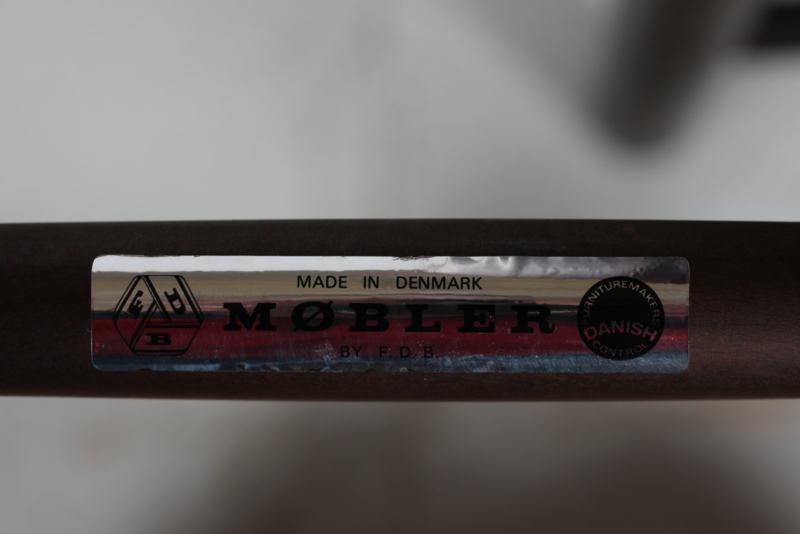 MADE IN DENMARK
F D B
MØBLER
BY F. D. B.
FURNITUREMAKERS
DANISH
CONTROL